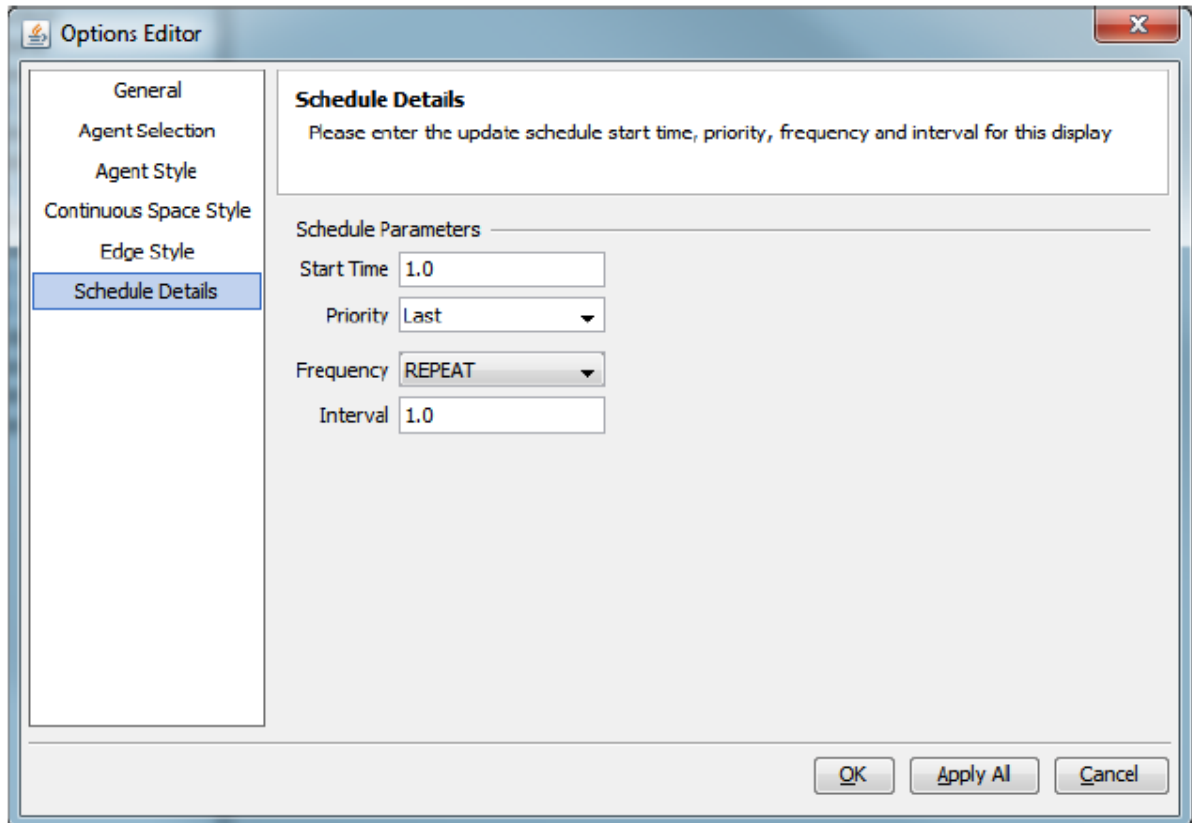 Options Editor
General
Agent Selection
Agent Style
Continuous Space Style
Edge Style
Schedule Details
Schedule Details
Please enter the update schedule start time, priority, frequency and interval for this display
Schedule Parameters
Start Time 1.0
Priority Last
Frequency REPEAT
Interval 1.0
OK Apply All Cancel